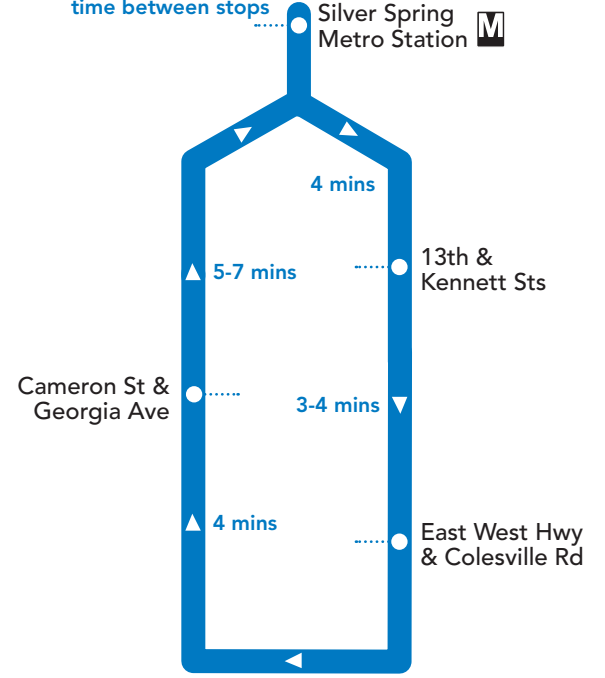 time between stops
Silver Spring
Metro Station M
4 mins
5-7 mins
13th &
Kennett Sts
Cameron St &
Georgia Ave
3-4 mins
4 mins
East West Hwy
& Colesville Rd